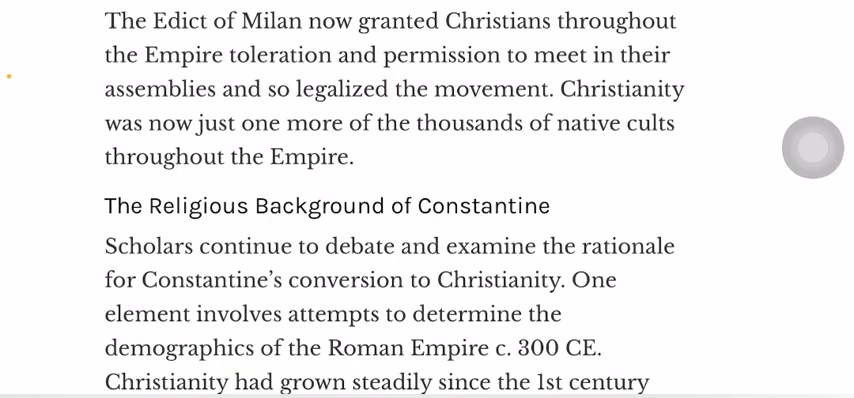 The Edict of Milan now granted Christians throughout
the Empire toleration and permission to meet in their
assemblies and so legalized the movement. Christianity
was now just one more of the thousands of native cults
throughout the Empire.
The Religious Background of Constantine
Scholars continue to debate and examine the rationale
for Constantine’s conversion to Christianity. One
element involves attempts to determine the
demographics of the Roman Empire c. 300 CE.
Christianity had grown steadily since the 1st century